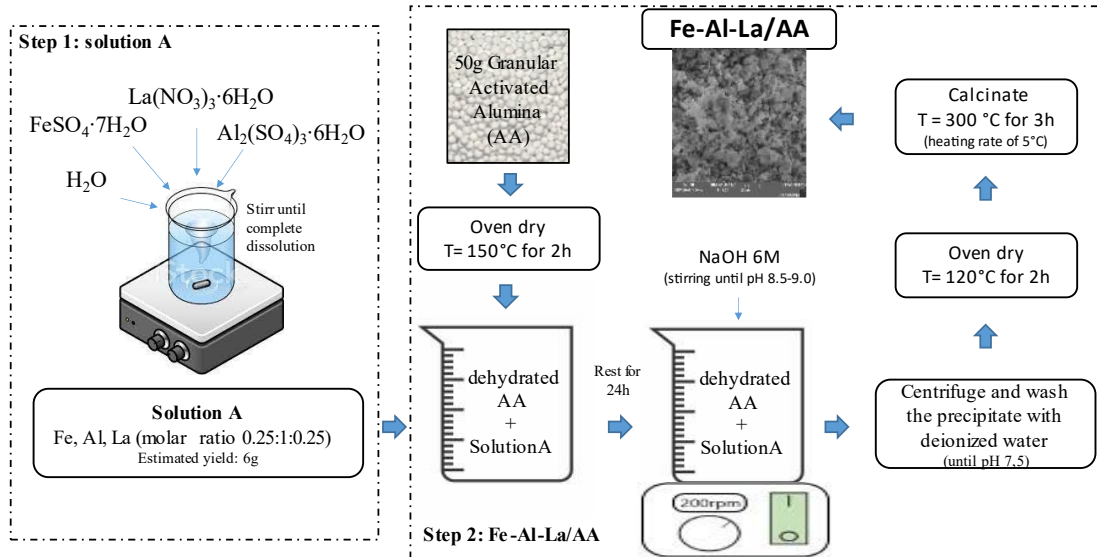 Step 1: solution A
La(NO3)3·6H2O
FeSO4·7H2O
Al2(SO4)3·6H2O
H2O
Stirr until
complete
dissolution
iStock
Solution A
Fe, Al, La (molar ratio 0.25:1:0.25)
Estimated yield: 6g
50g Granular
Activated
Alumina
(AA)
Oven dry
T= 150°C for 2h
dehydrated
AA
+
SolutionA
Rest for
24h
NaOH 6M
(stirring until pH 8.5-9.0)
dehydrated
AA
+
SolutionA
200rpm
Step 2: Fe-Al-La/AA
Centrifuge and wash
the precipitate with
deionized water
(until pH 7,5)
Oven dry
T= 120°C for 2h
Calcinate
T = 300 °C for 3h
(heating rate of 5°C)
Fe-Al-La/AA